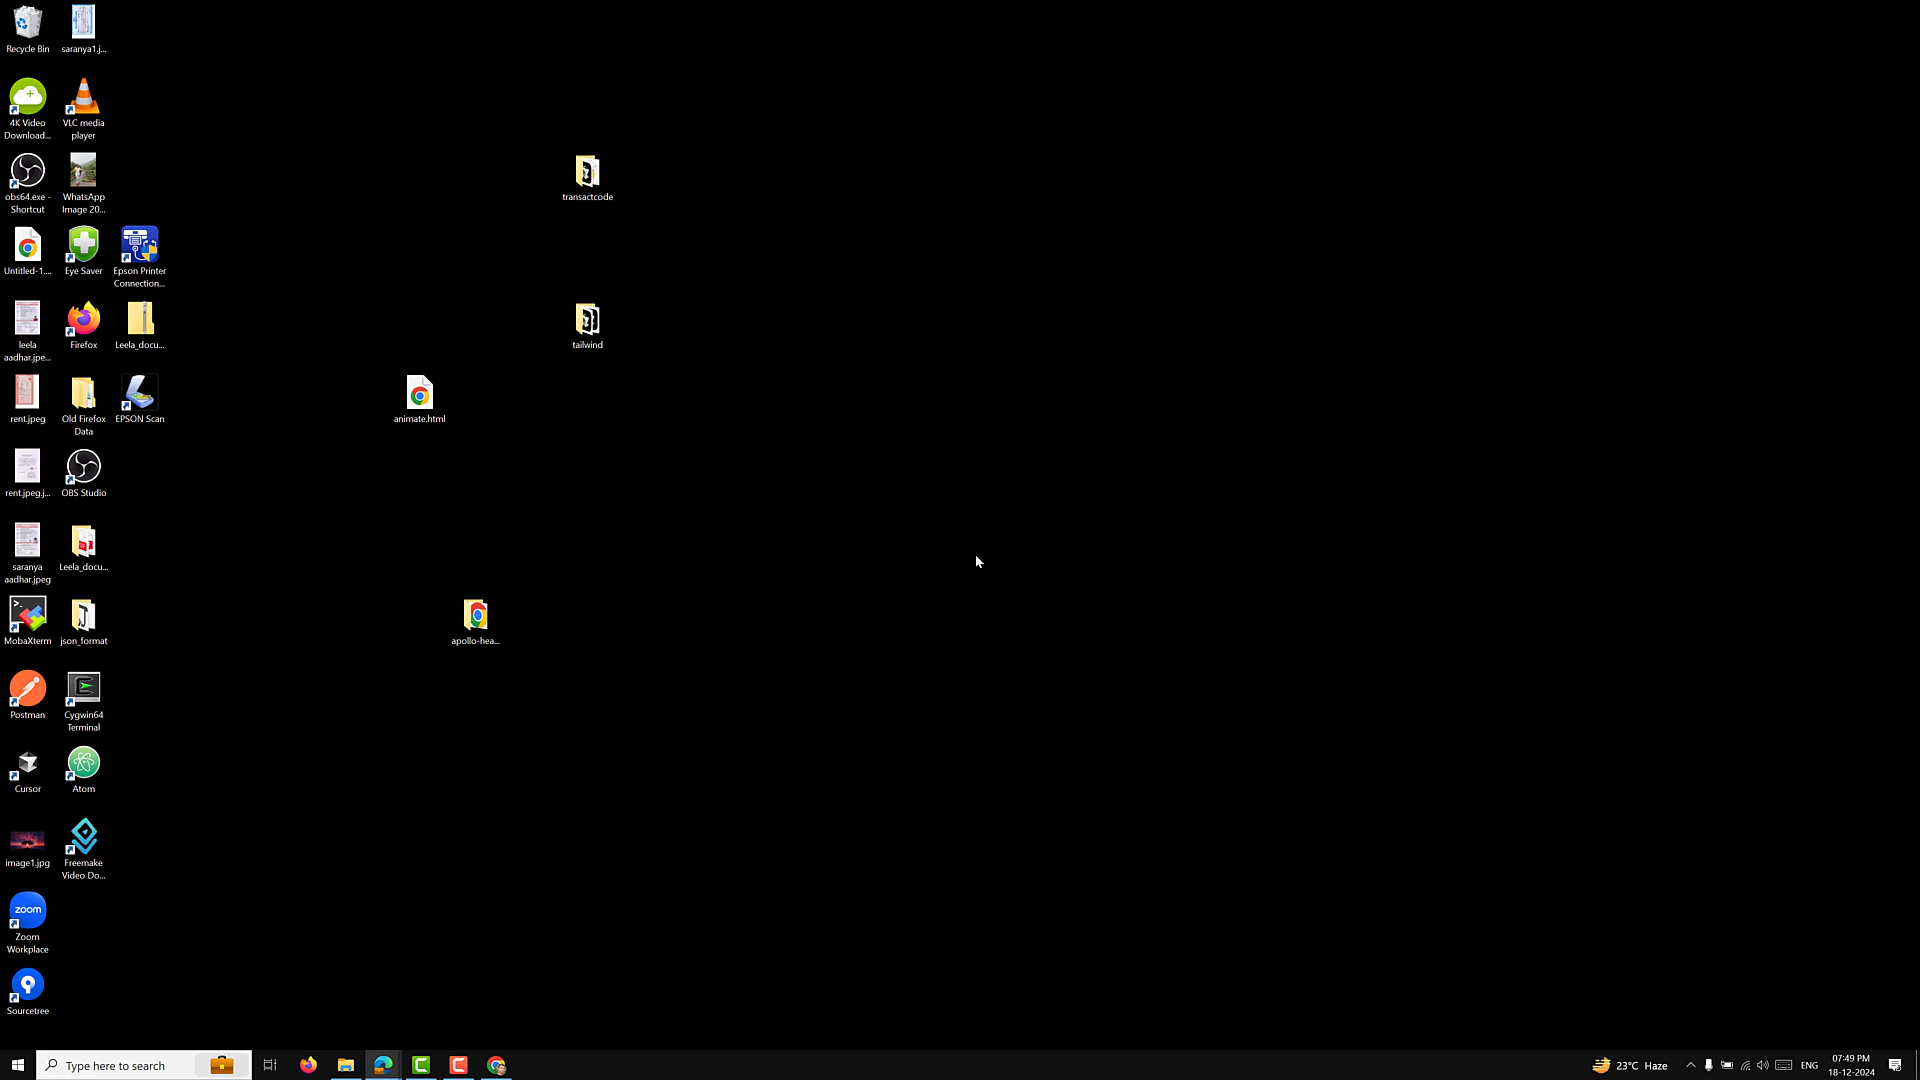 Recycle Bin
saranya1.j...
4K Video
Download...
VLC media
player
obs64.exe -
Shortcut
WhatsApp
Image 20...
transactcode
Untitled-1....
Eye Saver
Epson Printer
Connection...
leela
aadhar.jpe...
Firefox
Leela_docu...
tailwind
rent.jpeg
Old Firefox
Data
EPSON Scan
animate.html
rent.jpeg.j...
OBS Studio
saranya
aadhar.jpeg
Leela_docu...
MobaXterm
json_format
apollo-hea...
Postman
Cygwin64
Terminal
Cursor
Atom
image1.jpg
Freemake
Video Do...
zoom
Zoom
Workplace
Sourcetree
Type here to search
23°C Haze
ENG
07:49 PM
18-12-2024